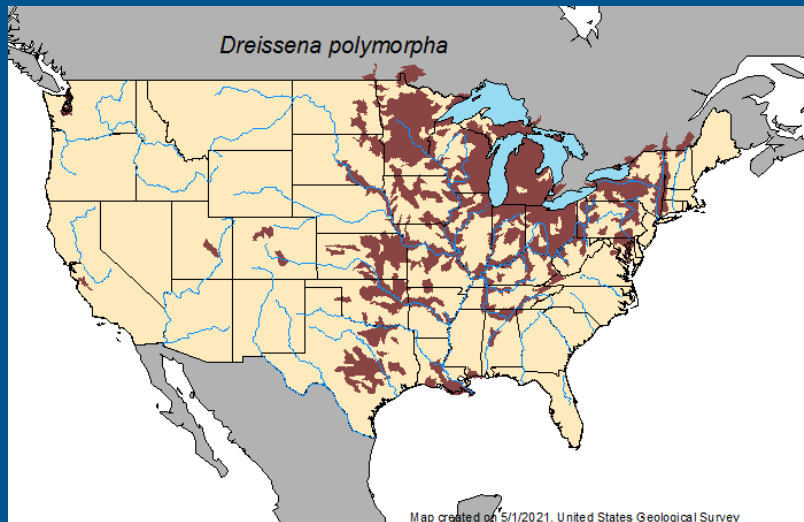 Dreissena polymorpha
Map created on 5/1/2021. United States Geological Survey